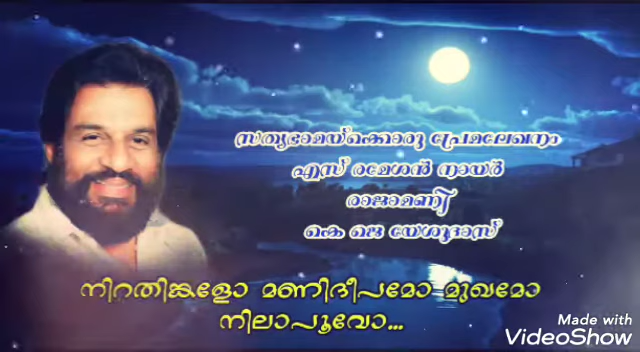 സത്യഭാമയ്ക്കൊരു പ്രേമലേഖനം
എസ് രമേശൻ നായർ
രാജാമണി
കെ ജെ യേശുദാസ്
നിറതിങ്കളോ മണിദീപമോ മുഖമോ
നിലാപൂവോ...
Made with
VideoShow